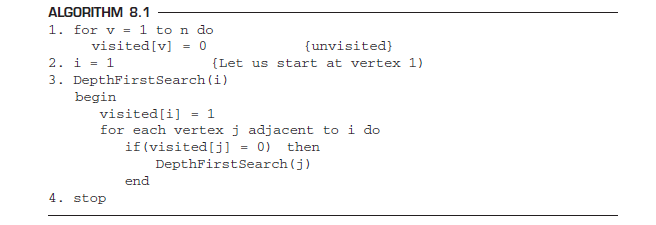 ALGORITHM 8.1
1. for v = 1 to n do
visited[v] = 0 {unvisited}
2. i = 1 {Let us start at vertex 1)
3. DepthFirstSearch(i)
begin
visited[i] = 1
for each vertex j adjacent to i do
if(visited[j] = 0) then
DepthFirstSearch(j)
end
4. stop